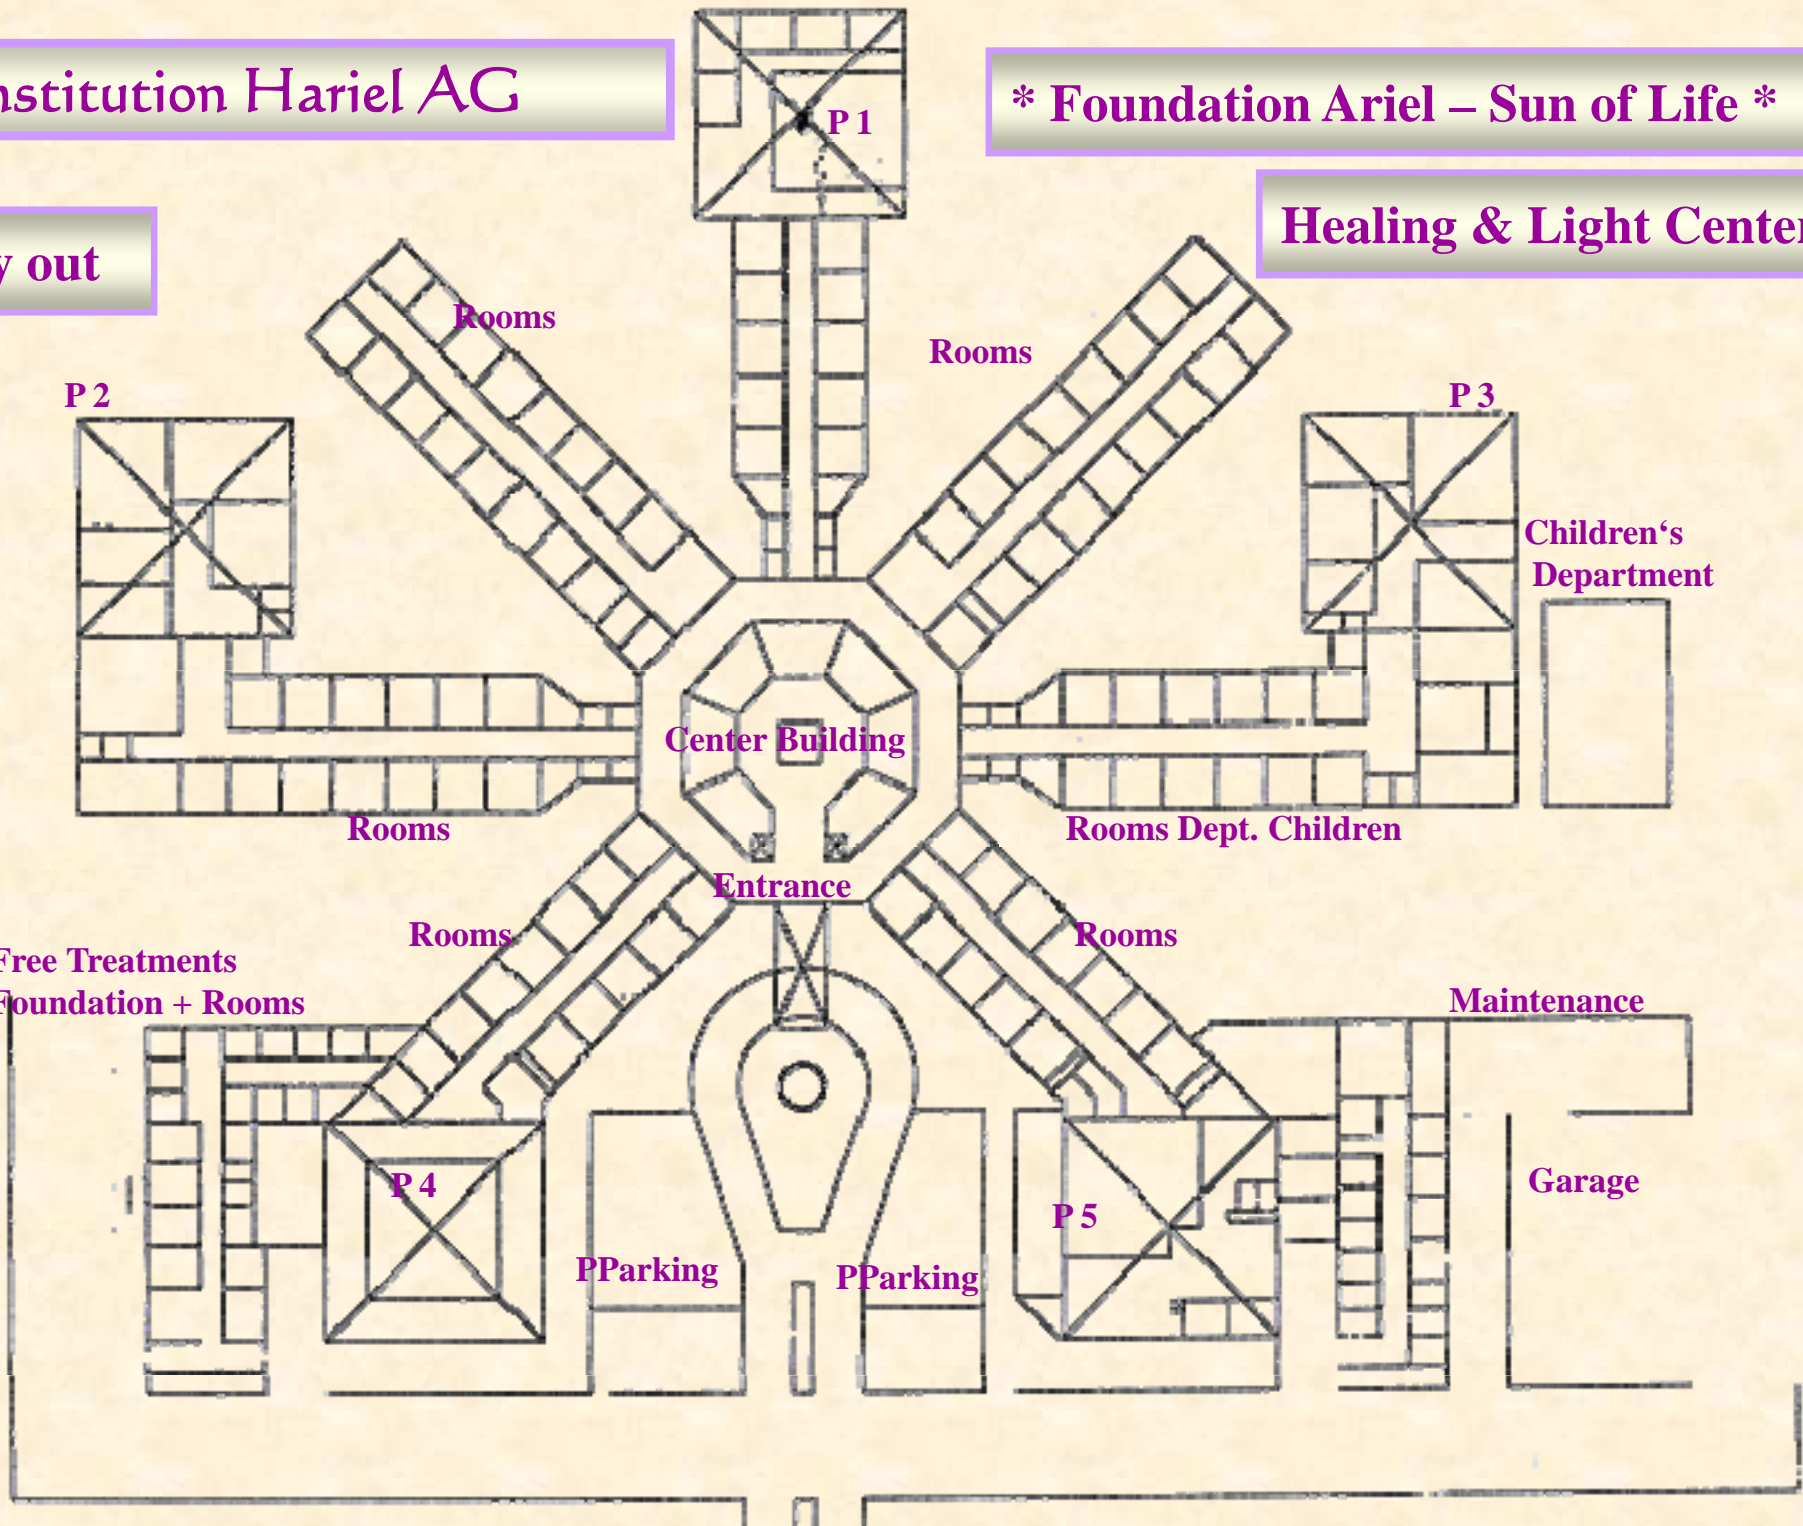 nstitution Hariel AG
* Foundation Ariel – Sun of Life *
P 1
Healing & Light Center
y out
Rooms
Rooms
P 2
P 3
Children‘s
Department
Center Building
Rooms
Rooms Dept. Children
Entrance
Rooms
Rooms
Free Treatments
Foundation + Rooms
Maintenance
P 4
Garage
P 5
PParking
PParking